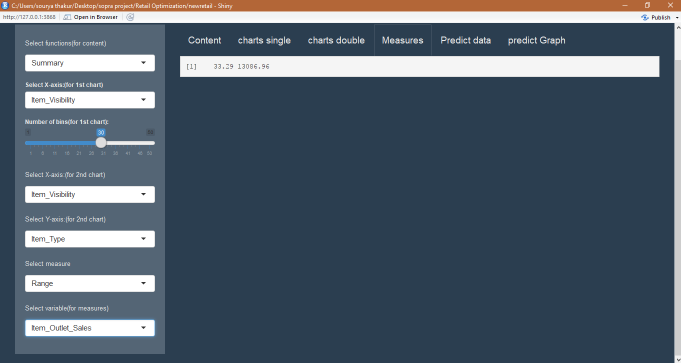 C:/Users/sourya thakur/Desktop/sopra project/Retail Optimization/newretail - Shiny
http://127.0.0.1:3868 Open in Browser Publish
Content charts single charts double Measures Predict data predict Graph
[1] 33.29 13086.96
Select functions(for content)
Summary
Select X-axis:(for 1st chart)
Item_Visibility
Number of bins(for 1st chart):
30
Select X-axis:(for 2nd chart)
Item_Visibility
Select Y-axis:(for 2nd chart)
Item_Type
Select measure
Range
Select variable(for measures)
Item_Outlet_Sales